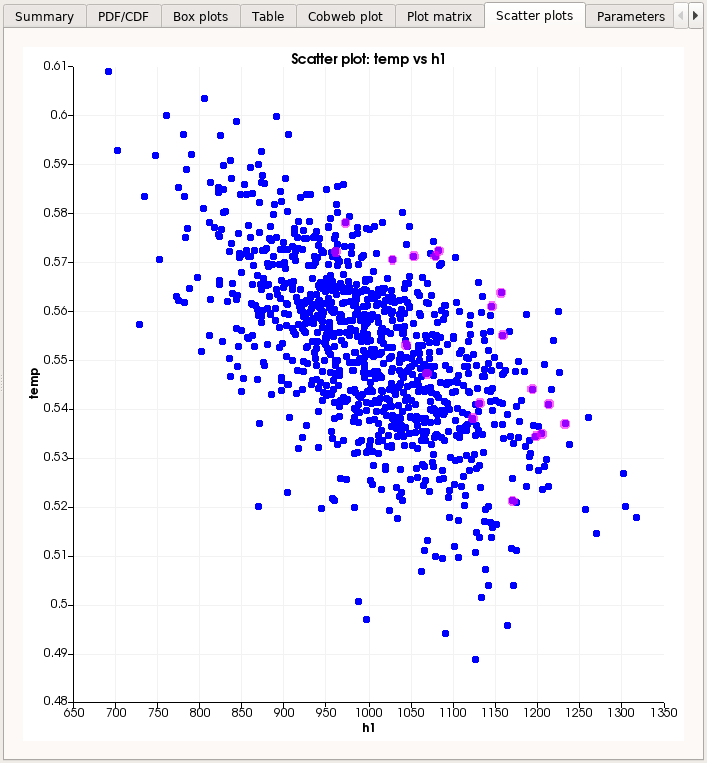 Summary PDF/CDF Box plots Table Cobweb plot Plot matrix Scatter plots Parameters
Scatter plot: temp vs h1
0.61
0.6
0.59
0.58
0.57
0.56
0.55
0.54
0.53
0.52
0.51
0.5
0.49
0.48
temp
650 700 750 800 850 900 950 1000 1050 1100 1150 1200 1250 1300 1350
h1